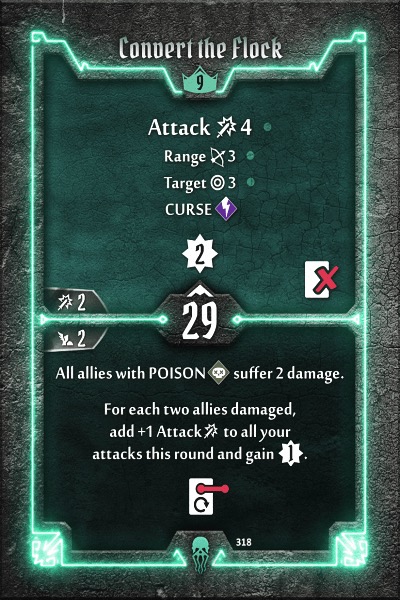 Convert the Flock
9
Attack 4
Range 3
Target 3
CURSE
2
2
29
2
All allies with POISON suffer 2 damage.
For each two allies damaged,
add +1 Attack to all your
attacks this round and gain 1.
318